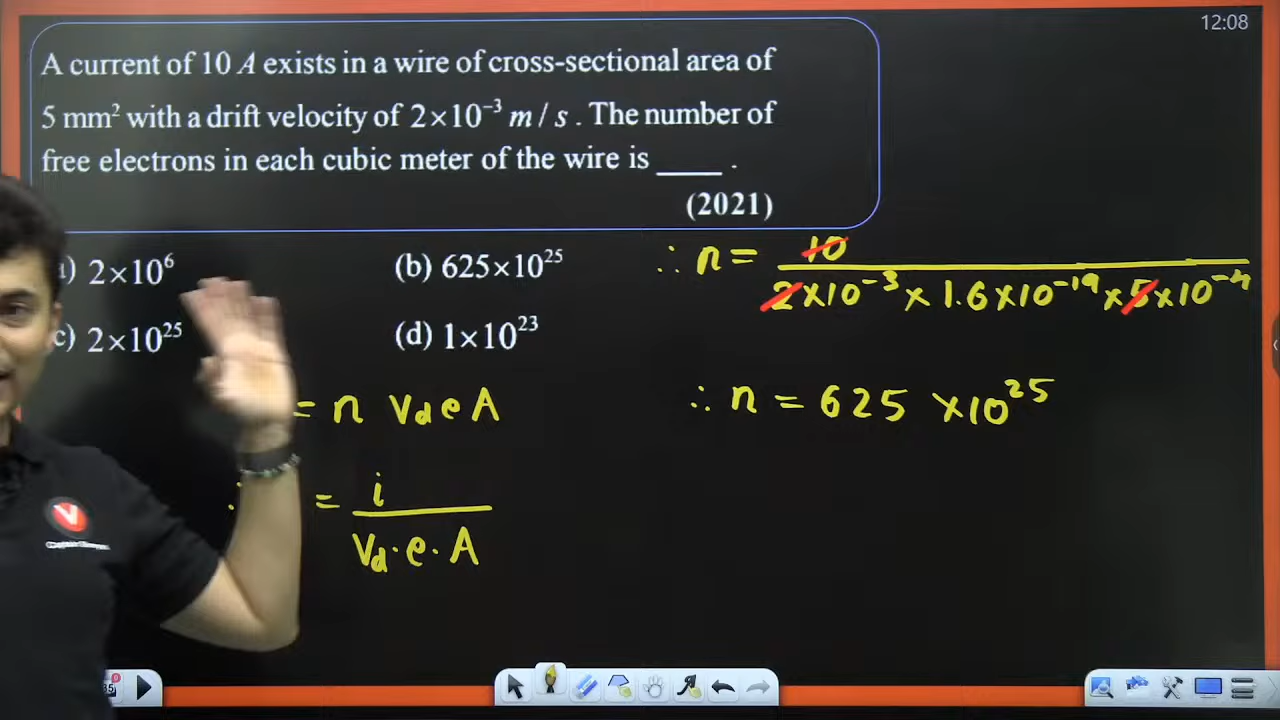 12:08
A current of 10 A exists in a wire of cross-sectional area of
5 mm² with a drift velocity of 2×10⁻³ m / s . The number of
free electrons in each cubic meter of the wire is ____ .
(2021)
) 2×10⁶
(b) 625×10²⁵
c) 2×10²⁵
(d) 1×10²³
= n vd e A
= i / vd · e · A
∴ n = 10 / 2×10⁻³ × 1.6×10⁻¹⁹ × 5×10⁻⁴
∴ n = 625 ×10²⁵
V